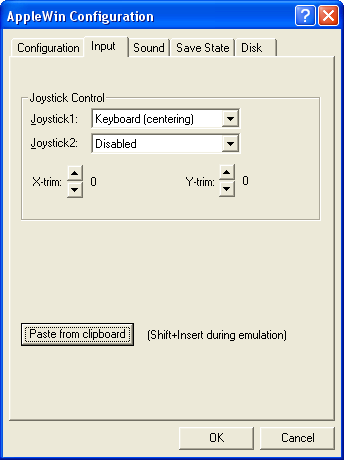 AppleWin Configuration
Configuration Input Sound Save State Disk
Joystick Control
Joystick1: Keyboard (centering)
Joystick2: Disabled
X-trim: 0 Y-trim: 0
Paste from clipboard (Shift+Insert during emulation)
OK Cancel